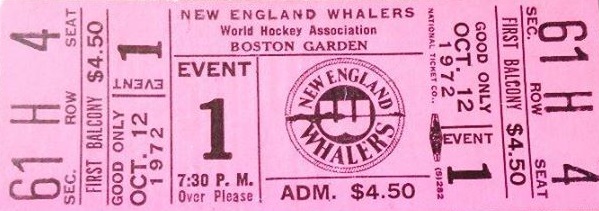 61 H 4
SEC. ROW SEAT
FIRST BALCONY $4.50
GOOD ONLY
OCT. 12
1972
EVENT
1
NEW ENGLAND WHALERS
World Hockey Association
BOSTON GARDEN
EVENT
1
7:30 P. M.
Over Please
NEW ENGLAND
WHALERS
ADM. $4.50
NATIONAL TICKET CO.,
(S)282
GOOD ONLY
OCT. 12
1972
EVENT
1
FIRST BALCONY $4.50
SEC. ROW SEAT
61 H 4